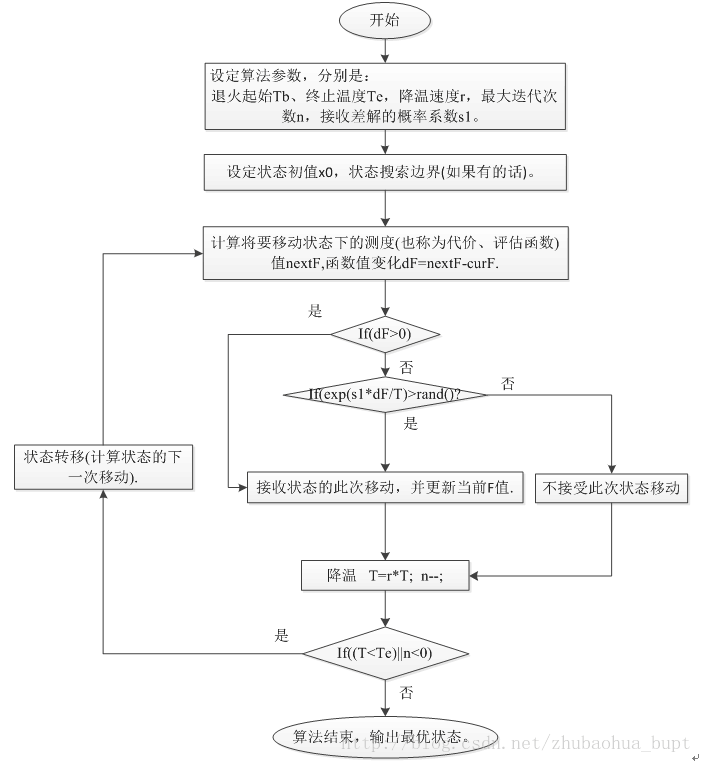 开始
设定算法参数，分别是：
退火起始Tb、终止温度Te，降温速度r，最大迭代次
数n，接收差解的概率系数s1。
设定状态初值x0，状态搜索边界(如果有的话)。
计算将要移动状态下的测度(也称为代价、评估函数)
值nextF,函数值变化dF=nextF-curF.
是
If(dF>0)
否
If(exp(s1*dF/T)>rand()?
否
是
状态转移(计算状态的下
一次移动).
接收状态的此次移动，并更新当前F值.
不接受此次状态移动
降温 T=r*T; n--;
是
If((T<Te)||n<0)
否
算法结束，输出最优状态。
http://blog.csdn.net/zhubaohua_bupt